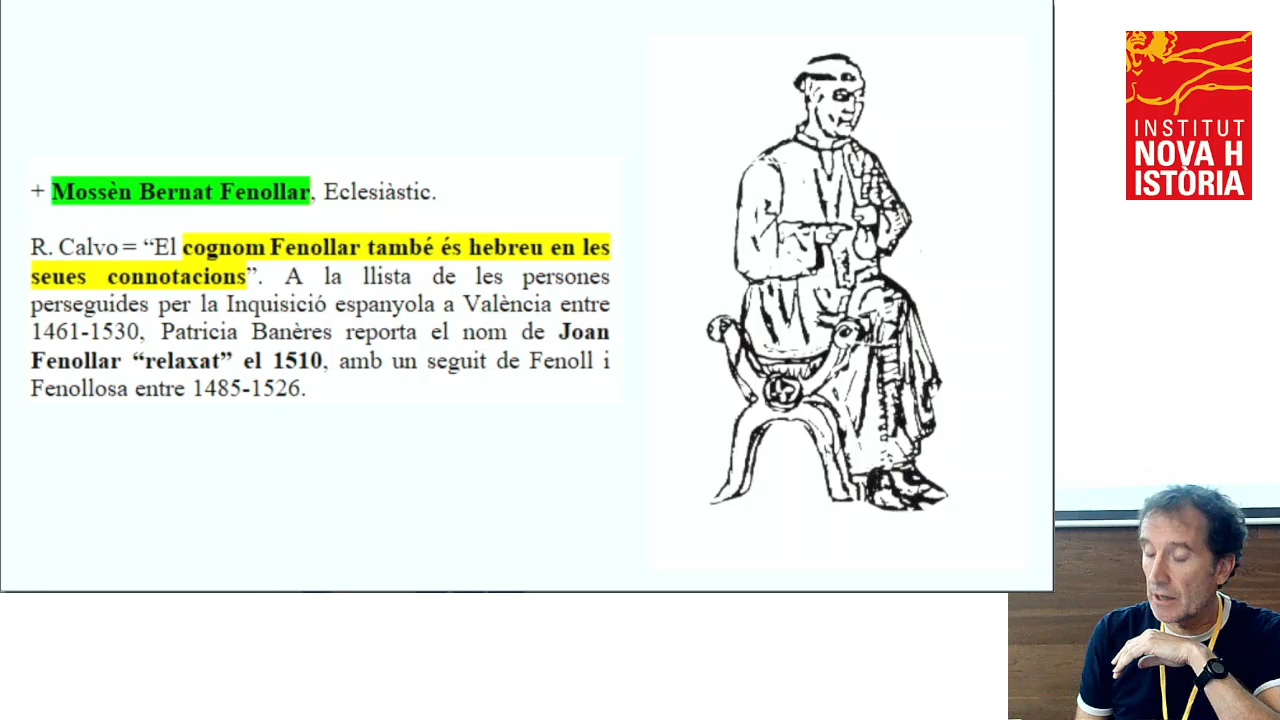 + Mossèn Bernat Fenollar, Eclesiàstic.
R. Calvo = “El cognom Fenollar també és hebreu en les
seues connotacions”. A la llista de les persones
perseguides per la Inquisició espanyola a València entre
1461-1530, Patricia Banères reporta el nom de Joan
Fenollar “relaxat” el 1510, amb un seguit de Fenoll i
Fenollosa entre 1485-1526.
INSTITUT
NOVA H
ISTÒRIA